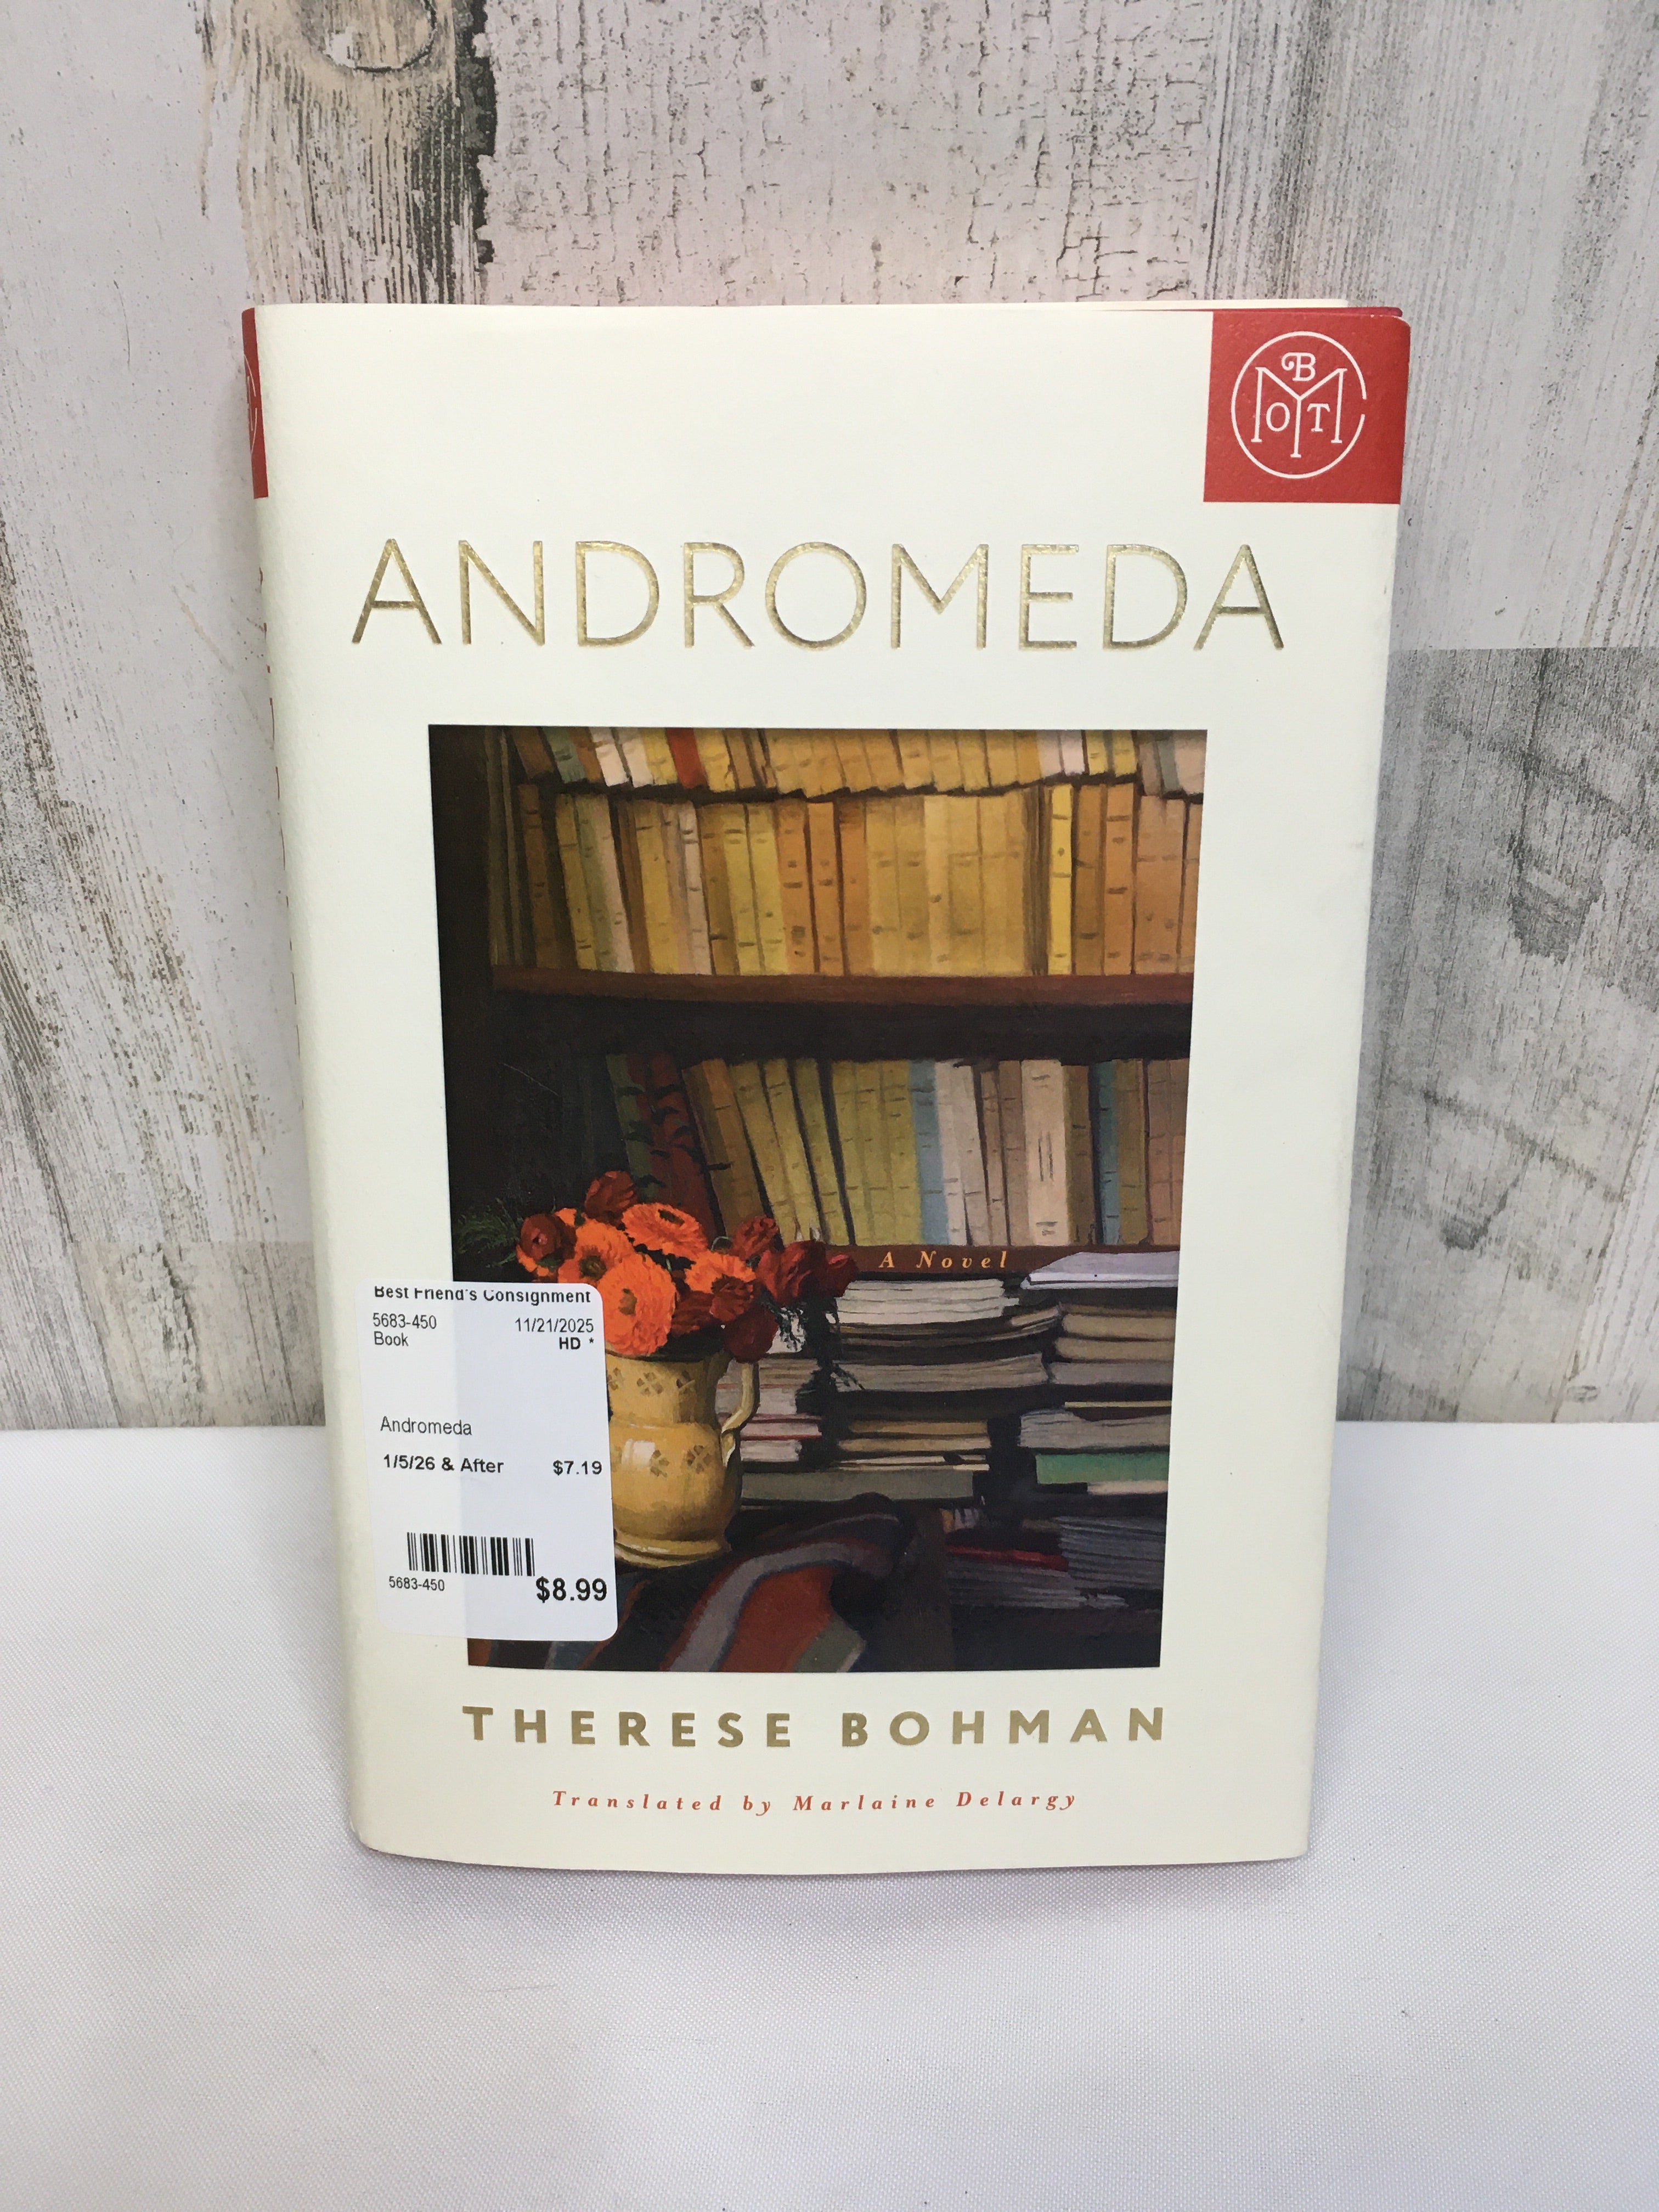 BOTM
ANDROMEDA
A Novel
Best Friend's Consignment
5683-450 11/21/2025
Book HD *
Andromeda
1/5/26 & After $7.19
5683-450 $8.99
THERESE BOHMAN
Translated by Marlaine Delargy